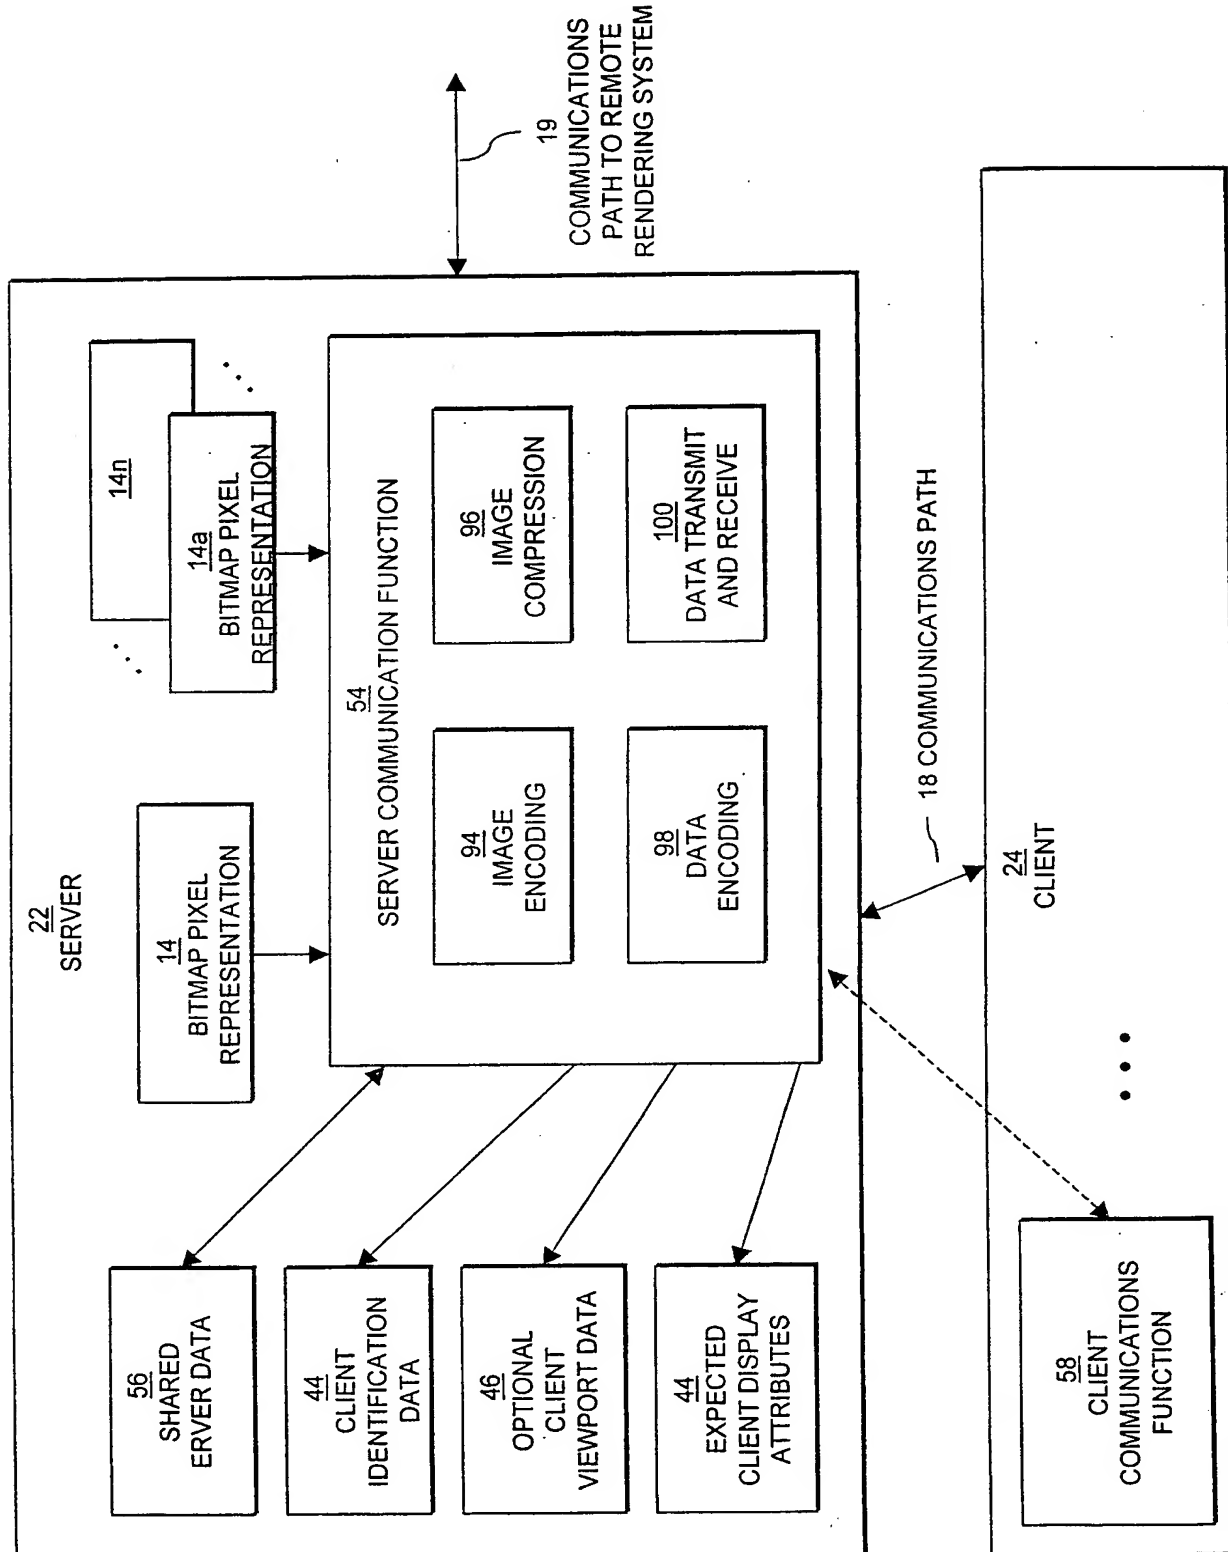 22
SERVER
14
BITMAP PIXEL
REPRESENTATION
14n
14a
BITMAP PIXEL
REPRESENTATION
56
SHARED
ERVER DATA
44
CLIENT
IDENTIFICATION
DATA
46
OPTIONAL
CLIENT
VIEWPORT DATA
44
EXPECTED
CLIENT DISPLAY
ATTRIBUTES
54
SERVER COMMUNICATION FUNCTION
94
IMAGE
ENCODING
96
IMAGE
COMPRESSION
98
DATA
ENCODING
100
DATA TRANSMIT
AND RECEIVE
19
COMMUNICATIONS
PATH TO REMOTE
RENDERING SYSTEM
18 COMMUNICATIONS PATH
24
CLIENT
58
CLIENT
COMMUNICATIONS
FUNCTION